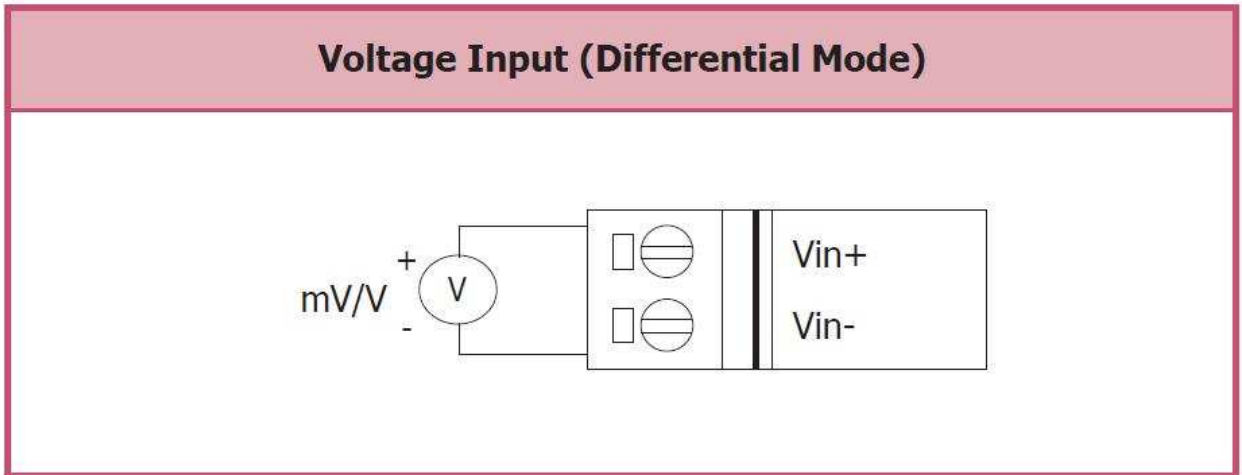 Voltage Input (Differential Mode)
+
mV/V
V
-
Vin+
Vin-